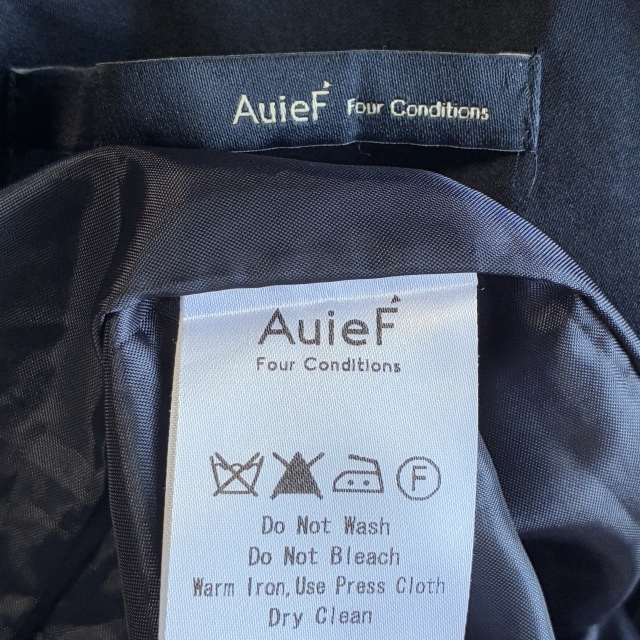 AuieF Four Conditions
AuieF
Four Conditions
F
Do Not Wash
Do Not Bleach
Warm Iron,Use Press Cloth
Dry Clean